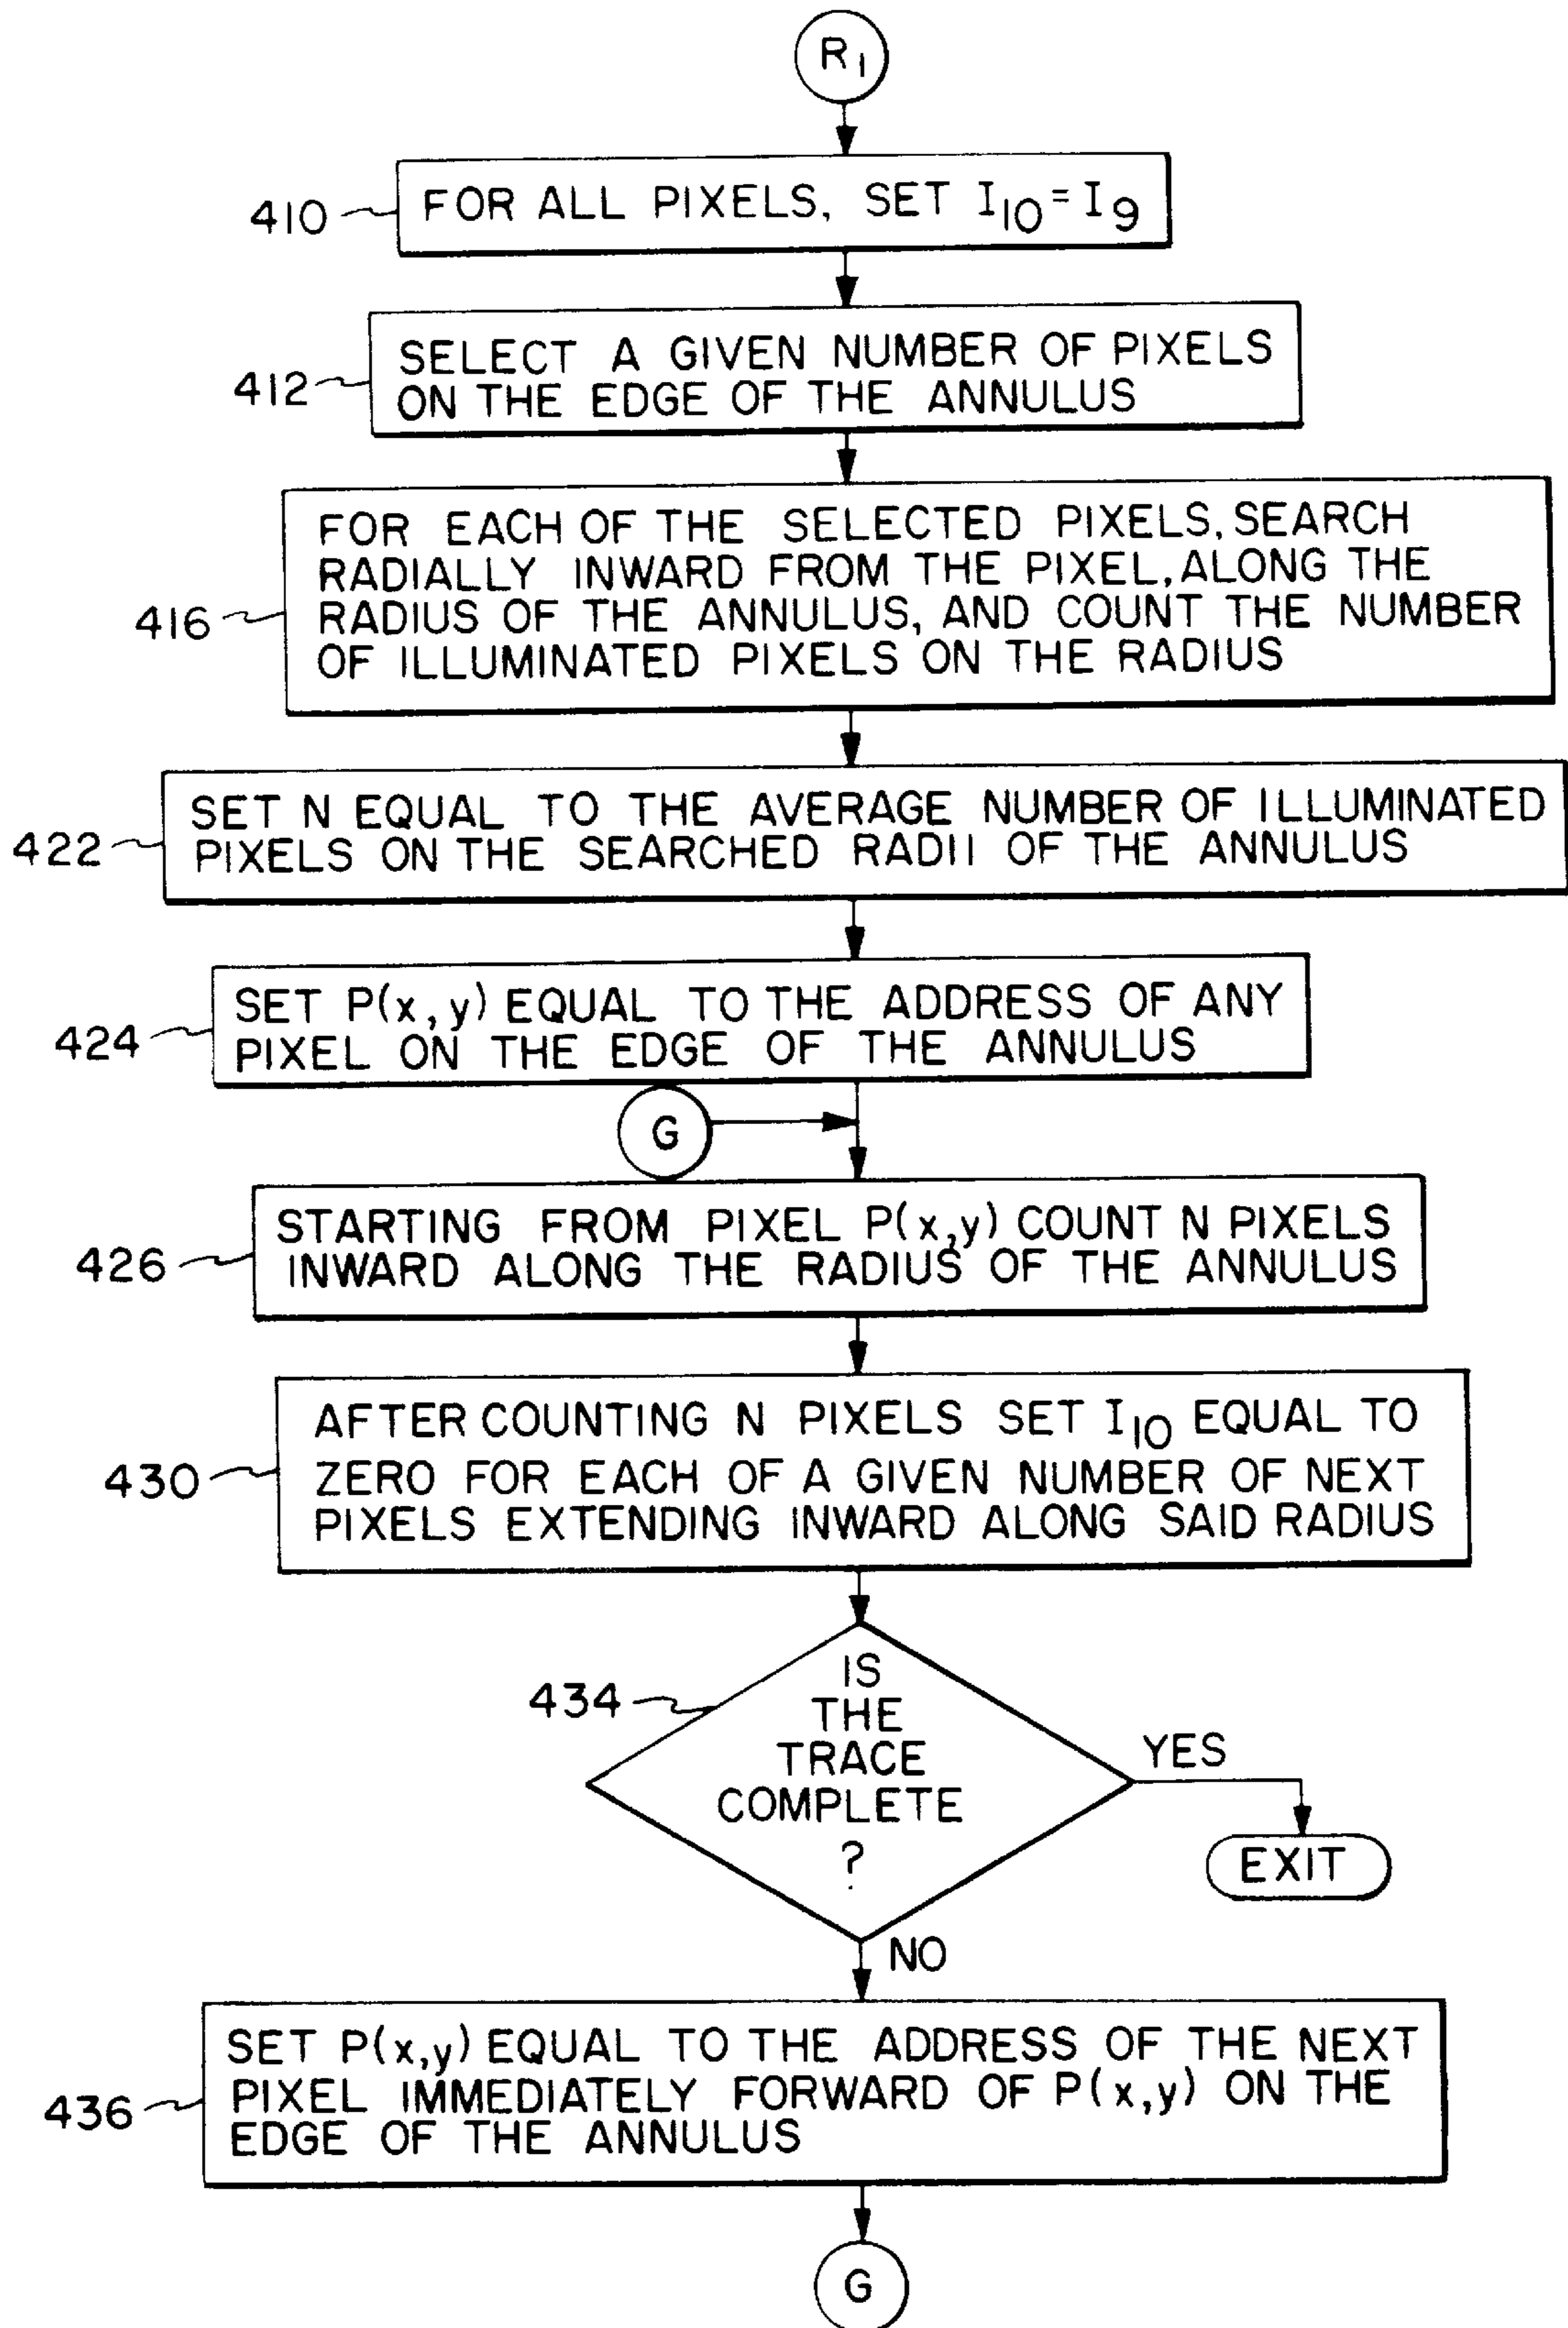 R1
410
FOR ALL PIXELS, SET I10 = I9
412
SELECT A GIVEN NUMBER OF PIXELS
ON THE EDGE OF THE ANNULUS
416
FOR EACH OF THE SELECTED PIXELS, SEARCH
RADIALLY INWARD FROM THE PIXEL, ALONG THE
RADIUS OF THE ANNULUS, AND COUNT THE NUMBER
OF ILLUMINATED PIXELS ON THE RADIUS
422
SET N EQUAL TO THE AVERAGE NUMBER OF ILLUMINATED
PIXELS ON THE SEARCHED RADII OF THE ANNULUS
424
SET P(x,y) EQUAL TO THE ADDRESS OF ANY
PIXEL ON THE EDGE OF THE ANNULUS
G
426
STARTING FROM PIXEL P(x,y) COUNT N PIXELS
INWARD ALONG THE RADIUS OF THE ANNULUS
430
AFTER COUNTING N PIXELS SET I10 EQUAL TO
ZERO FOR EACH OF A GIVEN NUMBER OF NEXT
PIXELS EXTENDING INWARD ALONG SAID RADIUS
434
IS
THE
TRACE
COMPLETE
?
YES
EXIT
NO
436
SET P(x,y) EQUAL TO THE ADDRESS OF THE NEXT
PIXEL IMMEDIATELY FORWARD OF P(x,y) ON THE
EDGE OF THE ANNULUS
G